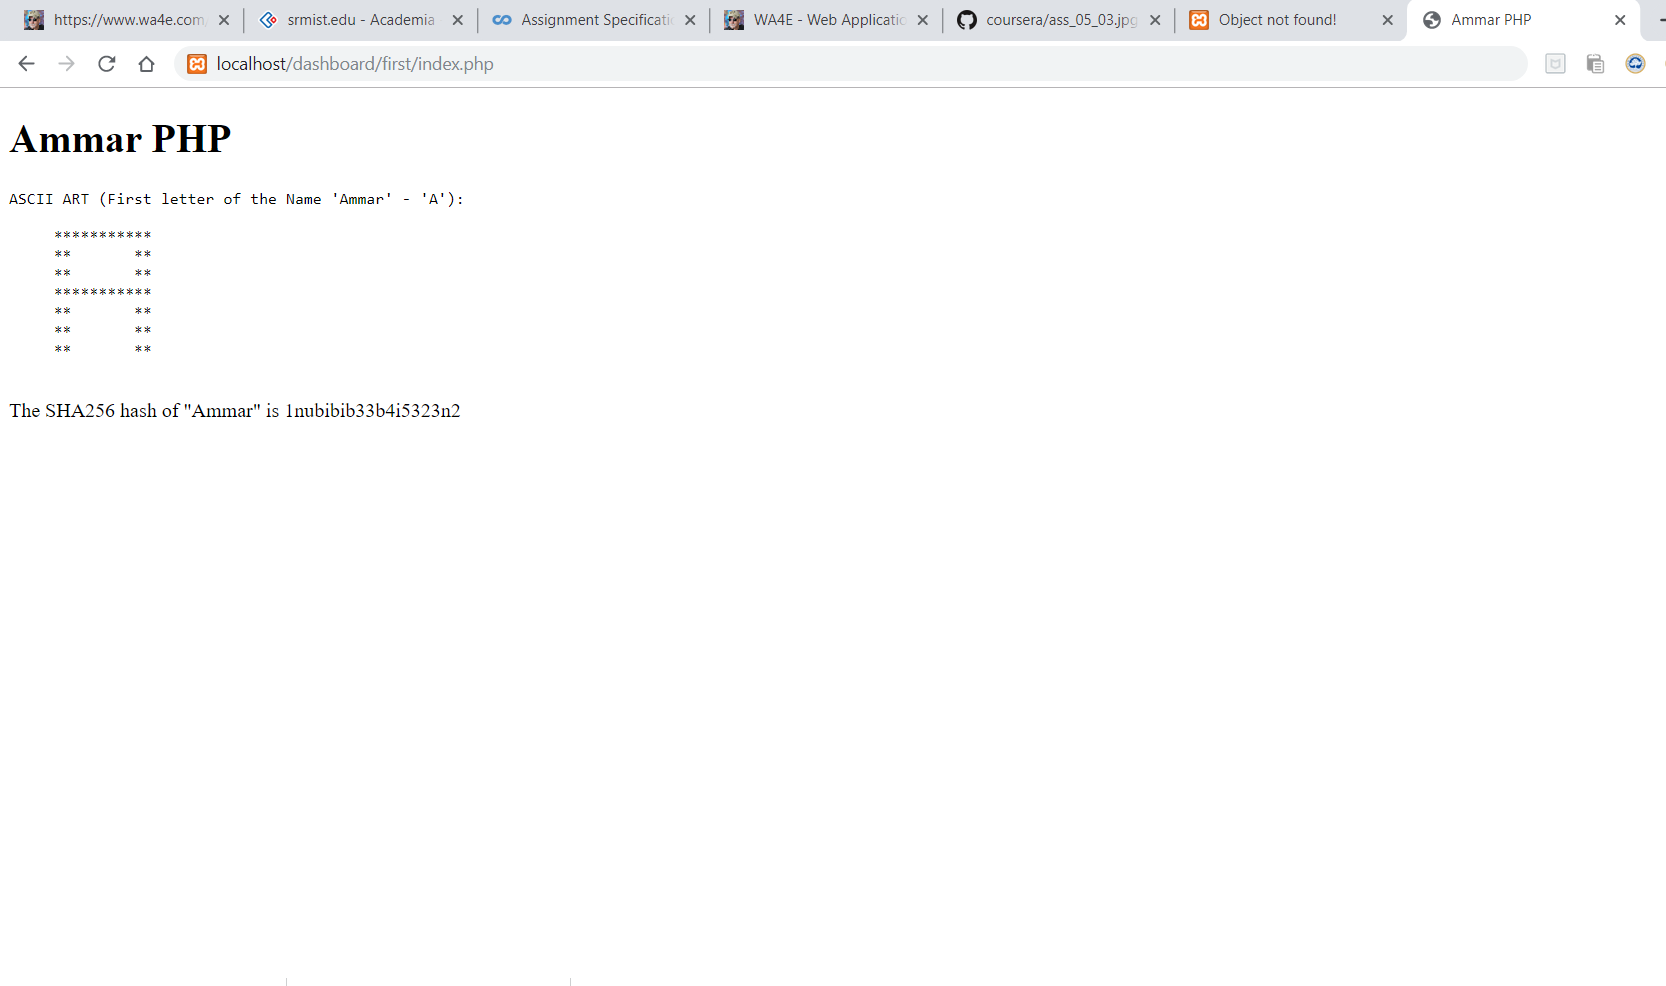 https://www.wa4e.com/
srmist.edu - Academia
Assignment Specificatio
WA4E - Web Applicatio
coursera/ass_05_03.jpg
Object not found!
Ammar PHP
localhost/dashboard/first/index.php
Ammar PHP
ASCII ART (First letter of the Name 'Ammar' - 'A'):
***********
**       **
**       **
***********
**       **
**       **
**       **
The SHA256 hash of "Ammar" is 1nubibib33b4i5323n2